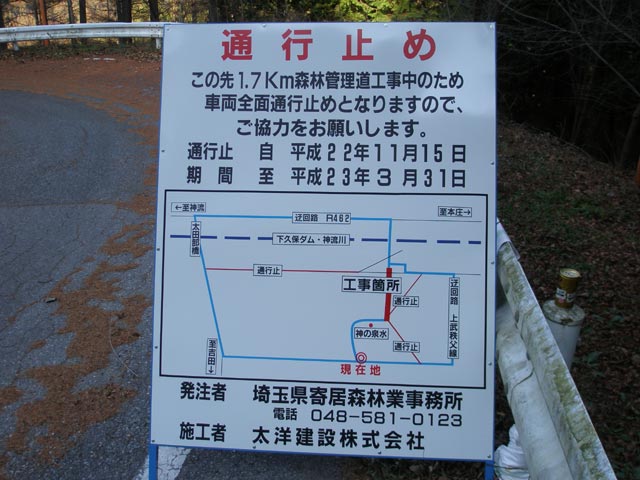 通行止め
この先1.7Km森林管理道工事中のため
車両全面通行止めとなりますので、
ご協力をお願いします。
通行止 自 平成22年11月15日
期間 至 平成23年3月31日
←至神流
迂回路 R462
至本庄→
太田部橋
下久保ダム・神流川
通行止
工事箇所
通行止
迂回路 上武秩父線
神の泉水
通行止
至吉田↓
現在地
発注者 埼玉県寄居林業事務所
電話 048-581-0123
施工者 太洋建設株式会社